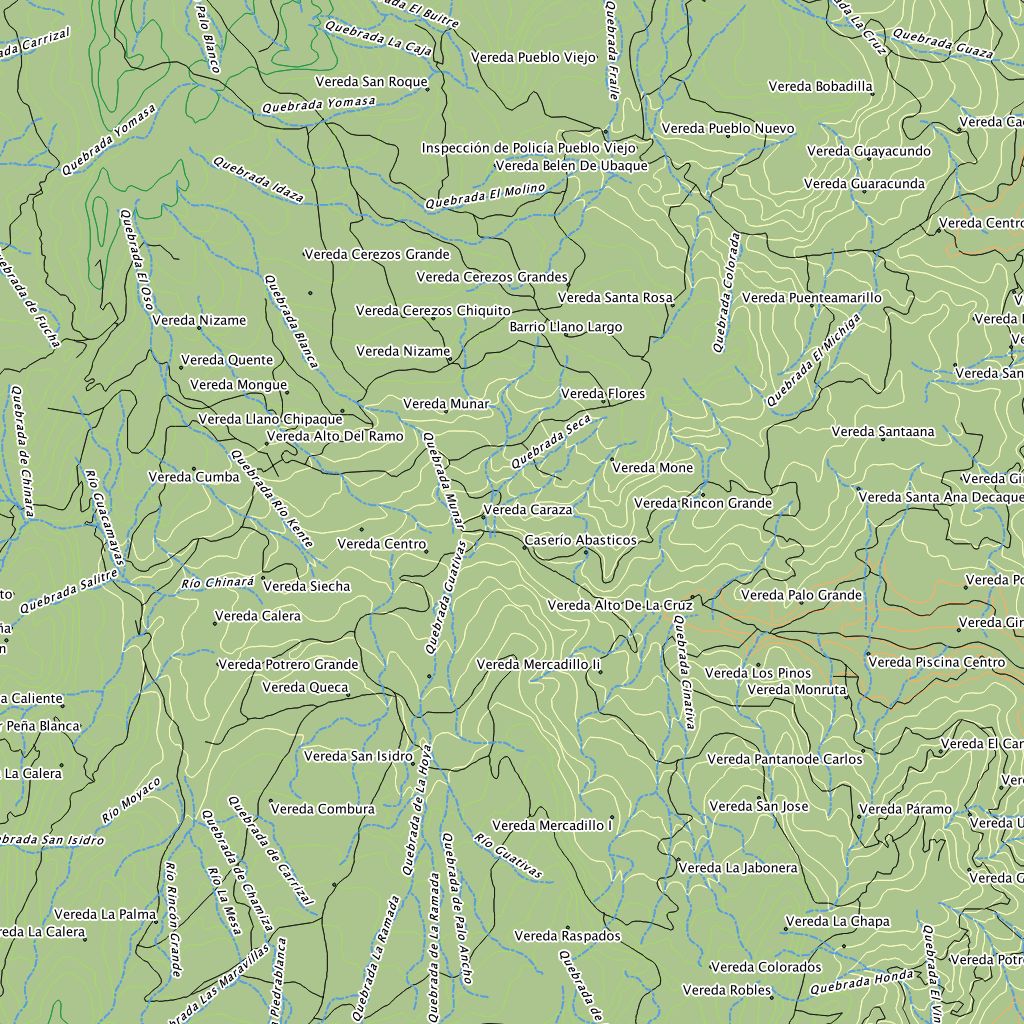 Quebrada El Buitre
Quebrada La Caja
Palo Blanco
Carrizal
Quebrada Fraile
La Cruz
Quebrada Guaza
Vereda Pueblo Viejo
Vereda San Roque
Vereda Bobadilla
Quebrada Yomasa
Quebrada Yomasa
Vereda Pueblo Nuevo
Inspección de Policía Pueblo Viejo
Vereda Guayacundo
Vereda Belen De Ubaque
Quebrada Idaza
Quebrada El Molino
Vereda Guaracunda
Vereda Centro
Quebrada El Oso
Quebrada Colorada
Vereda Cerezos Grande
Vereda Cerezos Grandes
Quebrada Blanca
Quebrada de Fucha
Vereda Santa Rosa
Vereda Puenteamarillo
Vereda Cerezos Chiquito
Vereda Nizame
Barrio Llano Largo
Vereda Nizame
Vereda Quente
Quebrada El Michiga
Vereda San
Vereda Mongue
Vereda Munar
Vereda Flores
Vereda Llano Chipaque
Vereda Alto Del Ramo
Vereda Santaana
Quebrada de Chinara
Quebrada Seca
Quebrada Munar
Vereda Mone
Vereda Cumba
Quebrada Río Kente
Río Guacamayas
Vereda Rincon Grande
Vereda Santa Ana Decaque
Vereda Caraza
Vereda Centro
Caserío Abasticos
Quebrada Salitre
Río Chinará
Vereda Siecha
Quebrada Guativas
Vereda Palo Grande
Vereda Alto De La Cruz
Vereda Calera
Quebrada Ginativa
Vereda Potrero Grande
Vereda Mercadillo Ii
Vereda Piscina Centro
Vereda Los Pinos
Vereda Queca
Vereda Monruta
Caliente
Peña Blanca
Vereda San Isidro
Quebrada de La Hoya
Vereda Pantanode Carlos
La Calera
Río Moyaco
Vereda Combura
Quebrada de Carrizal
Vereda San Jose
Vereda Páramo
Vereda Mercadillo I
San Isidro
Quebrada de Chamiza
Río La Mesa
Río Rincón Grande
Río Guativas
Quebrada de Palo Ancho
Quebrada de La Ramada
Quebrada La Ramada
Vereda La Jabonera
Vereda La Palma
La Calera
Vereda La Chapa
Vereda Raspados
Las Maravillas
Piedrablanca
Quebrada de
Vereda Colorados
Quebrada Honda
Vereda Robles
Quebrada El